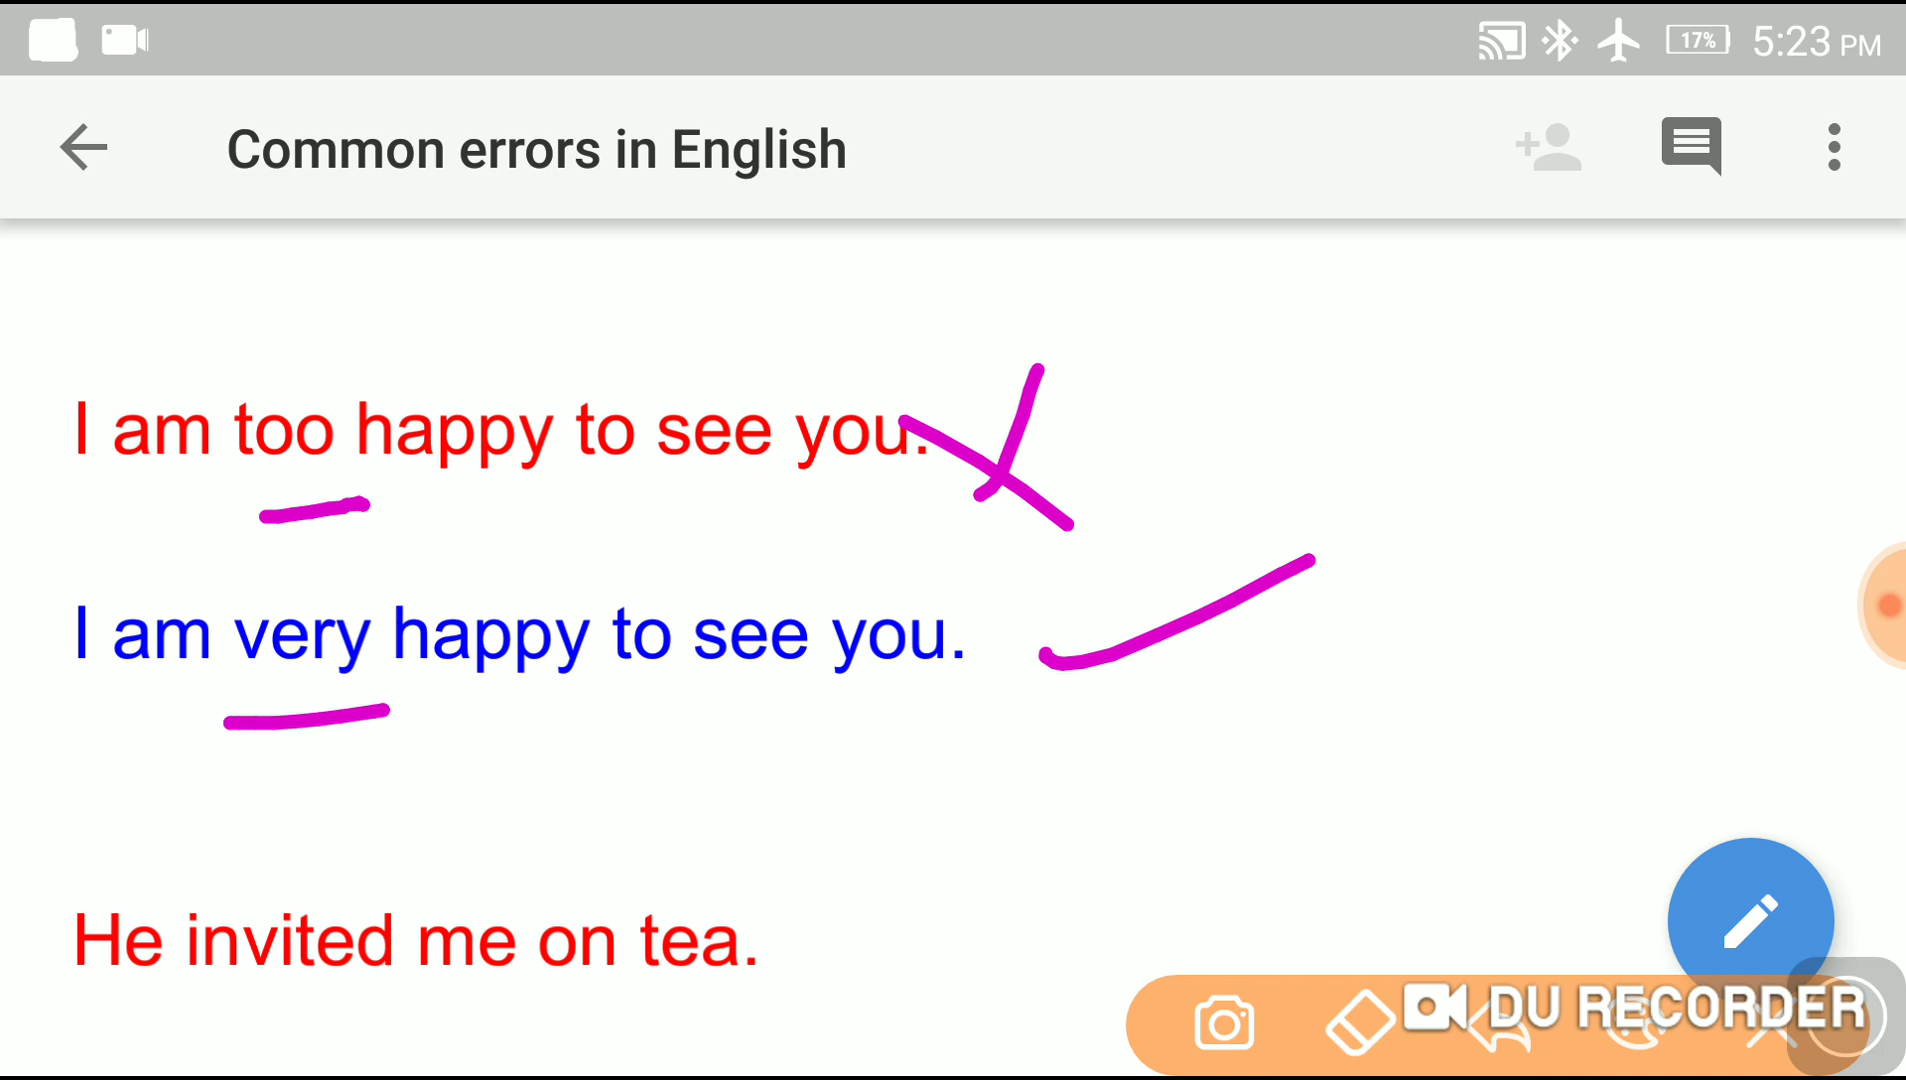 17% 5:23 PM
Common errors in English
I am too happy to see you.
I am very happy to see you.
He invited me on tea.
DU RECORDER